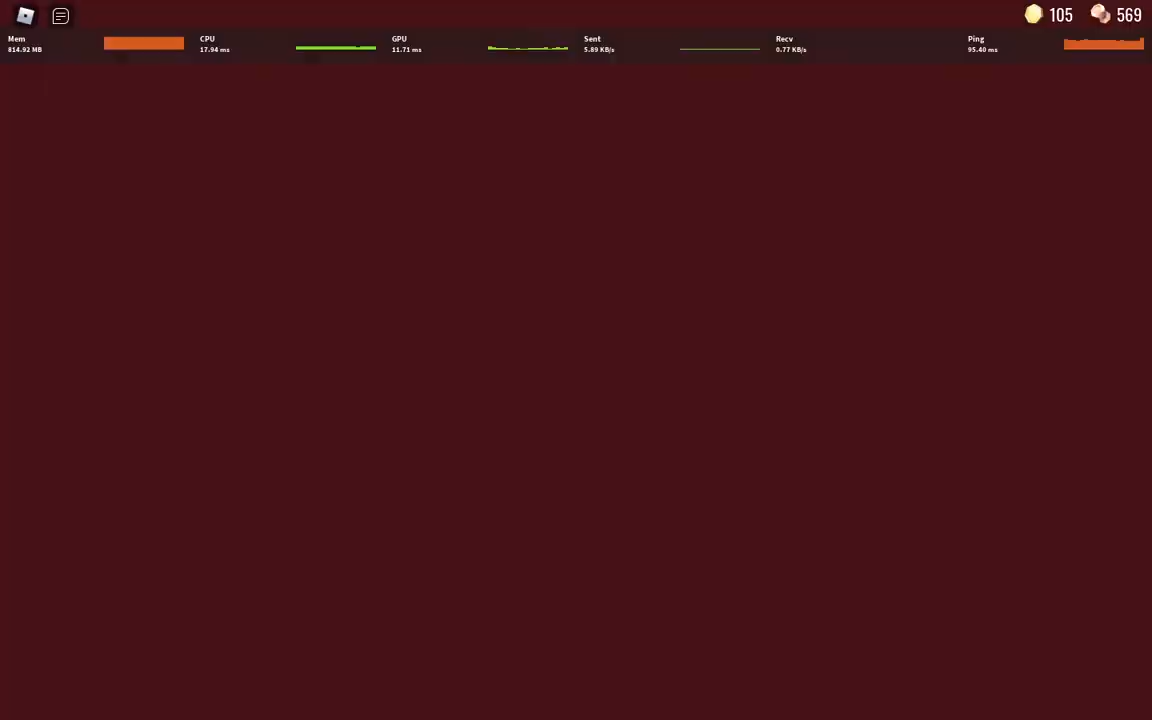 105 569
Mem CPU GPU Sent Recv Ping
814.92 MB 17.94 ms 11.71 ms 5.89 KB/s 0.77 KB/s 95.40 ms